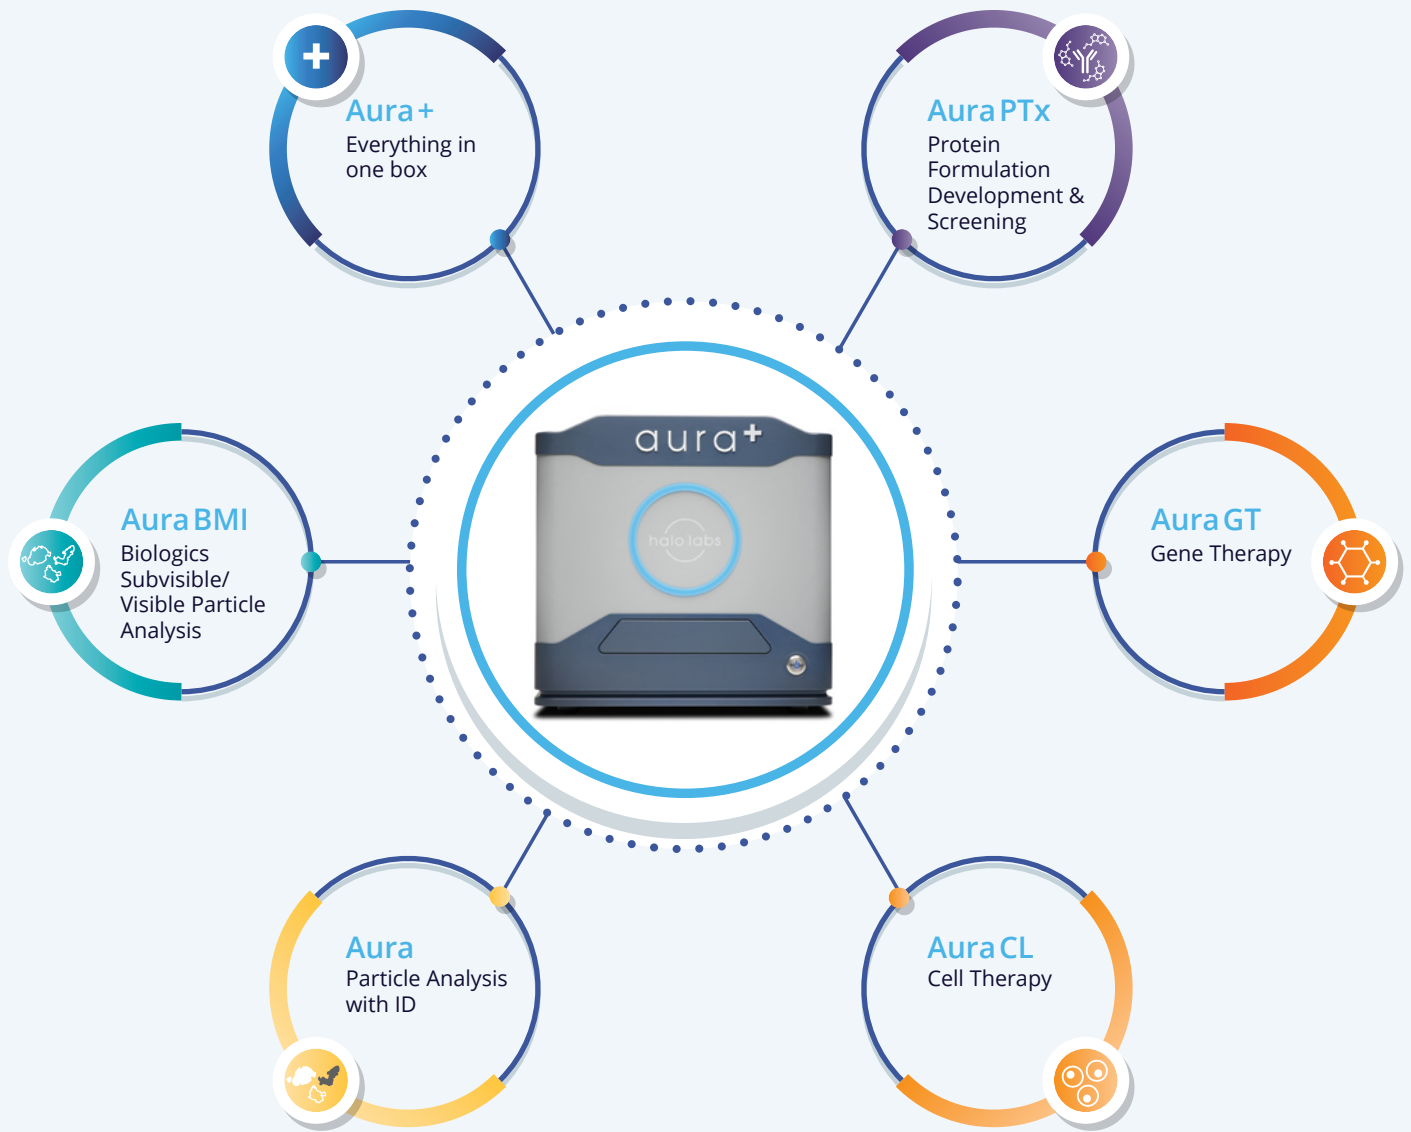 Aura+
Everything in
one box
Aura PTx
Protein
Formulation
Development &
Screening
aura+
halo labs
Aura BMI
Biologics
Subvisible/
Visible Particle
Analysis
Aura GT
Gene Therapy
Aura
Particle Analysis
with ID
Aura CL
Cell Therapy